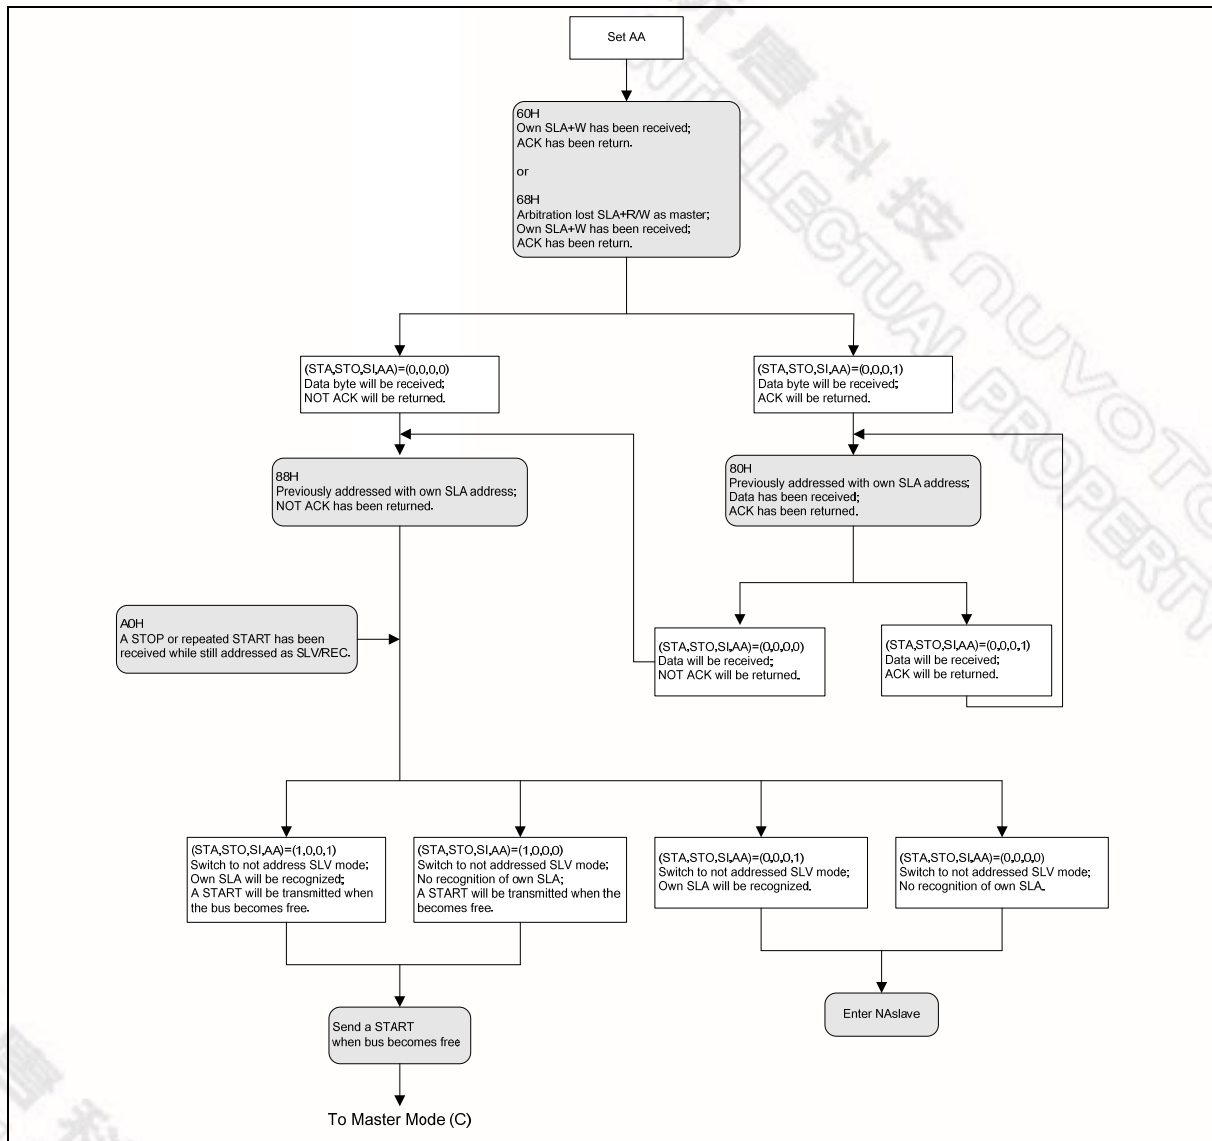 Set AA
60H
Own SLA+W has been received;
ACK has been return.
or
68H
Arbitration lost SLA+R/W as master;
Own SLA+W has been received;
ACK has been return.
(STA,STO,SI,AA)=(0,0,0,0)
Data byte will be received;
NOT ACK will be returned.
(STA,STO,SI,AA)=(0,0,0,1)
Data byte will be received;
ACK will be returned.
88H
Previously addressed with own SLA address;
NOT ACK has been returned.
80H
Previously addressed with own SLA address;
Data has been received;
ACK has been returned.
A0H
A STOP or repeated START has been
received while still addressed as SLV/REC.
(STA,STO,SI,AA)=(0,0,0,0)
Data will be received;
NOT ACK will be returned.
(STA,STO,SI,AA)=(0,0,0,1)
Data will be received;
ACK will be returned.
(STA,STO,SI,AA)=(1,0,0,1)
Switch to not address SLV mode;
Own SLA will be recognized;
A START will be transmitted when
the bus becomes free.
(STA,STO,SI,AA)=(1,0,0,0)
Switch to not addressed SLV mode;
No recognition of own SLA;
A START will be transmitted when the
becomes free.
(STA,STO,SI,AA)=(0,0,0,1)
Switch to not addressed SLV mode;
Own SLA will be recognized.
(STA,STO,SI,AA)=(0,0,0,0)
Switch to not addressed SLV mode;
No recognition of own SLA.
Send a START
when bus becomes free
Enter NAslave
To Master Mode (C)
唐科技 nuvoto
INTELLECTUAL PROPERTY